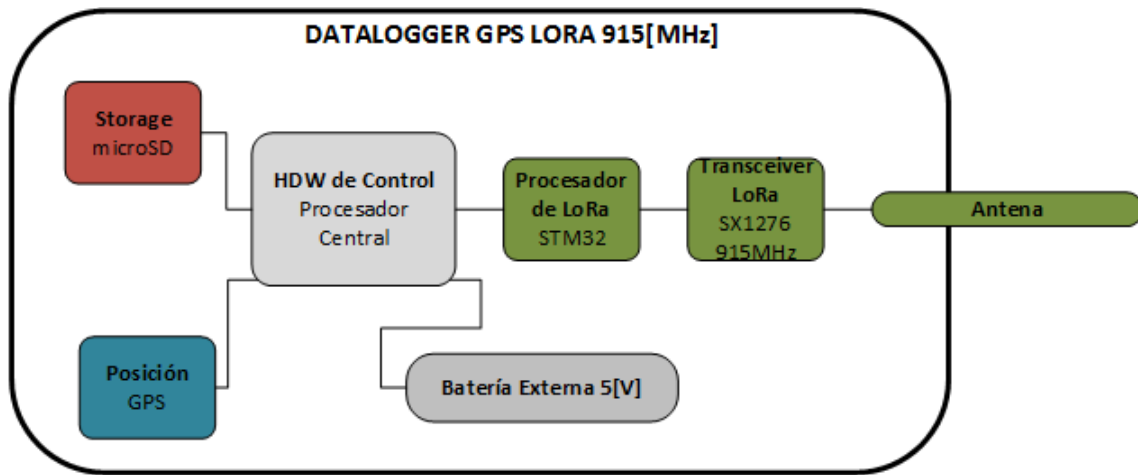 DATALOGGER GPS LORA 915[MHz]
Storage
microSD
HDW de Control
Procesador
Central
Procesador
de LoRa
STM32
Transceiver
LoRa
SX1276
915MHz
Antena
Posición
GPS
Batería Externa 5[V]